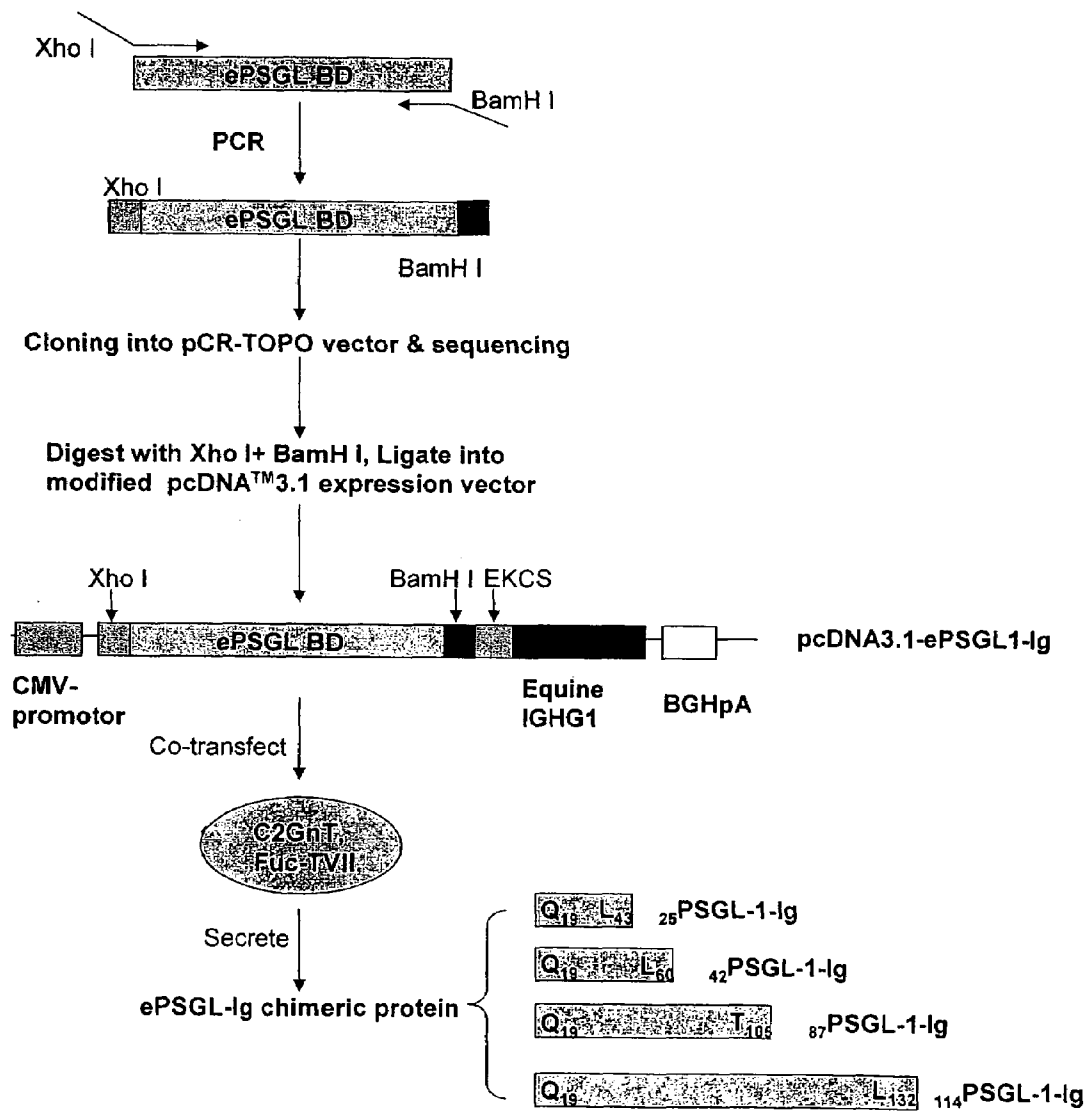 Xho I
ePSGL BD
BamH I
PCR
Xho I
ePSGL BD
BamH I
Cloning into pCR-TOPO vector & sequencing
Digest with Xho I+ BamH I, Ligate into
modified pcDNA™3.1 expression vector
Xho I
BamH I
EKCS
ePSGL BD
pcDNA3.1-ePSGL1-Ig
CMV-
promotor
Equine
IGHG1
BGHpA
Co-transfect
C2GnT,
Fuc-TVII
Secrete
ePSGL-Ig chimeric protein
Q19 L43 25PSGL-1-Ig
Q19 L60 42PSGL-1-Ig
Q19 T105 87PSGL-1-Ig
Q19 L132 114PSGL-1-Ig